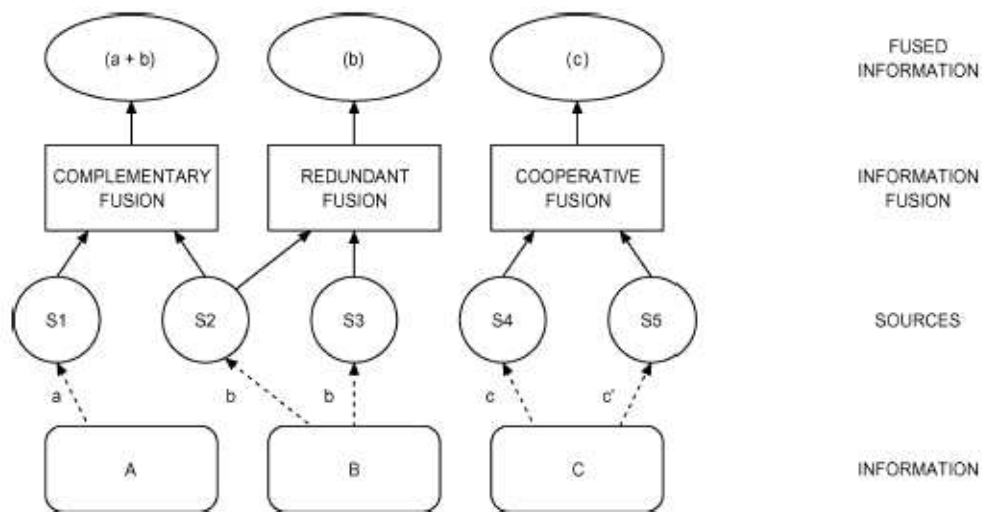 (a + b)
(b)
(c)
FUSED
INFORMATION
COMPLEMENTARY
FUSION
REDUNDANT
FUSION
COOPERATIVE
FUSION
INFORMATION
FUSION
S1
S2
S3
S4
S5
SOURCES
a
b
b
c
c'
A
B
C
INFORMATION